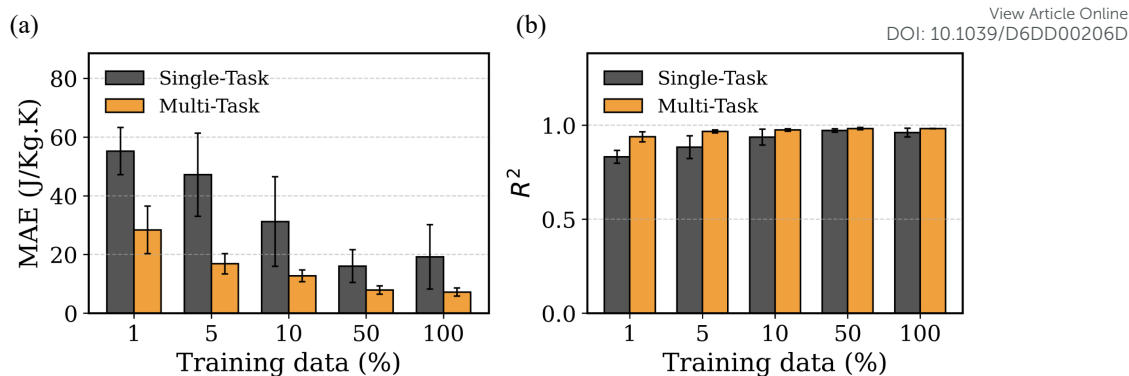 View Article Online
DOI: 10.1039/D6DD00206D
(a)
80
60
40
20
0
MAE (J/Kg.K)
Single-Task
Multi-Task
1 5 10 50 100
Training data (%)
(b)
1.0
0.5
0.0
R²
Single-Task
Multi-Task
1 5 10 50 100
Training data (%)